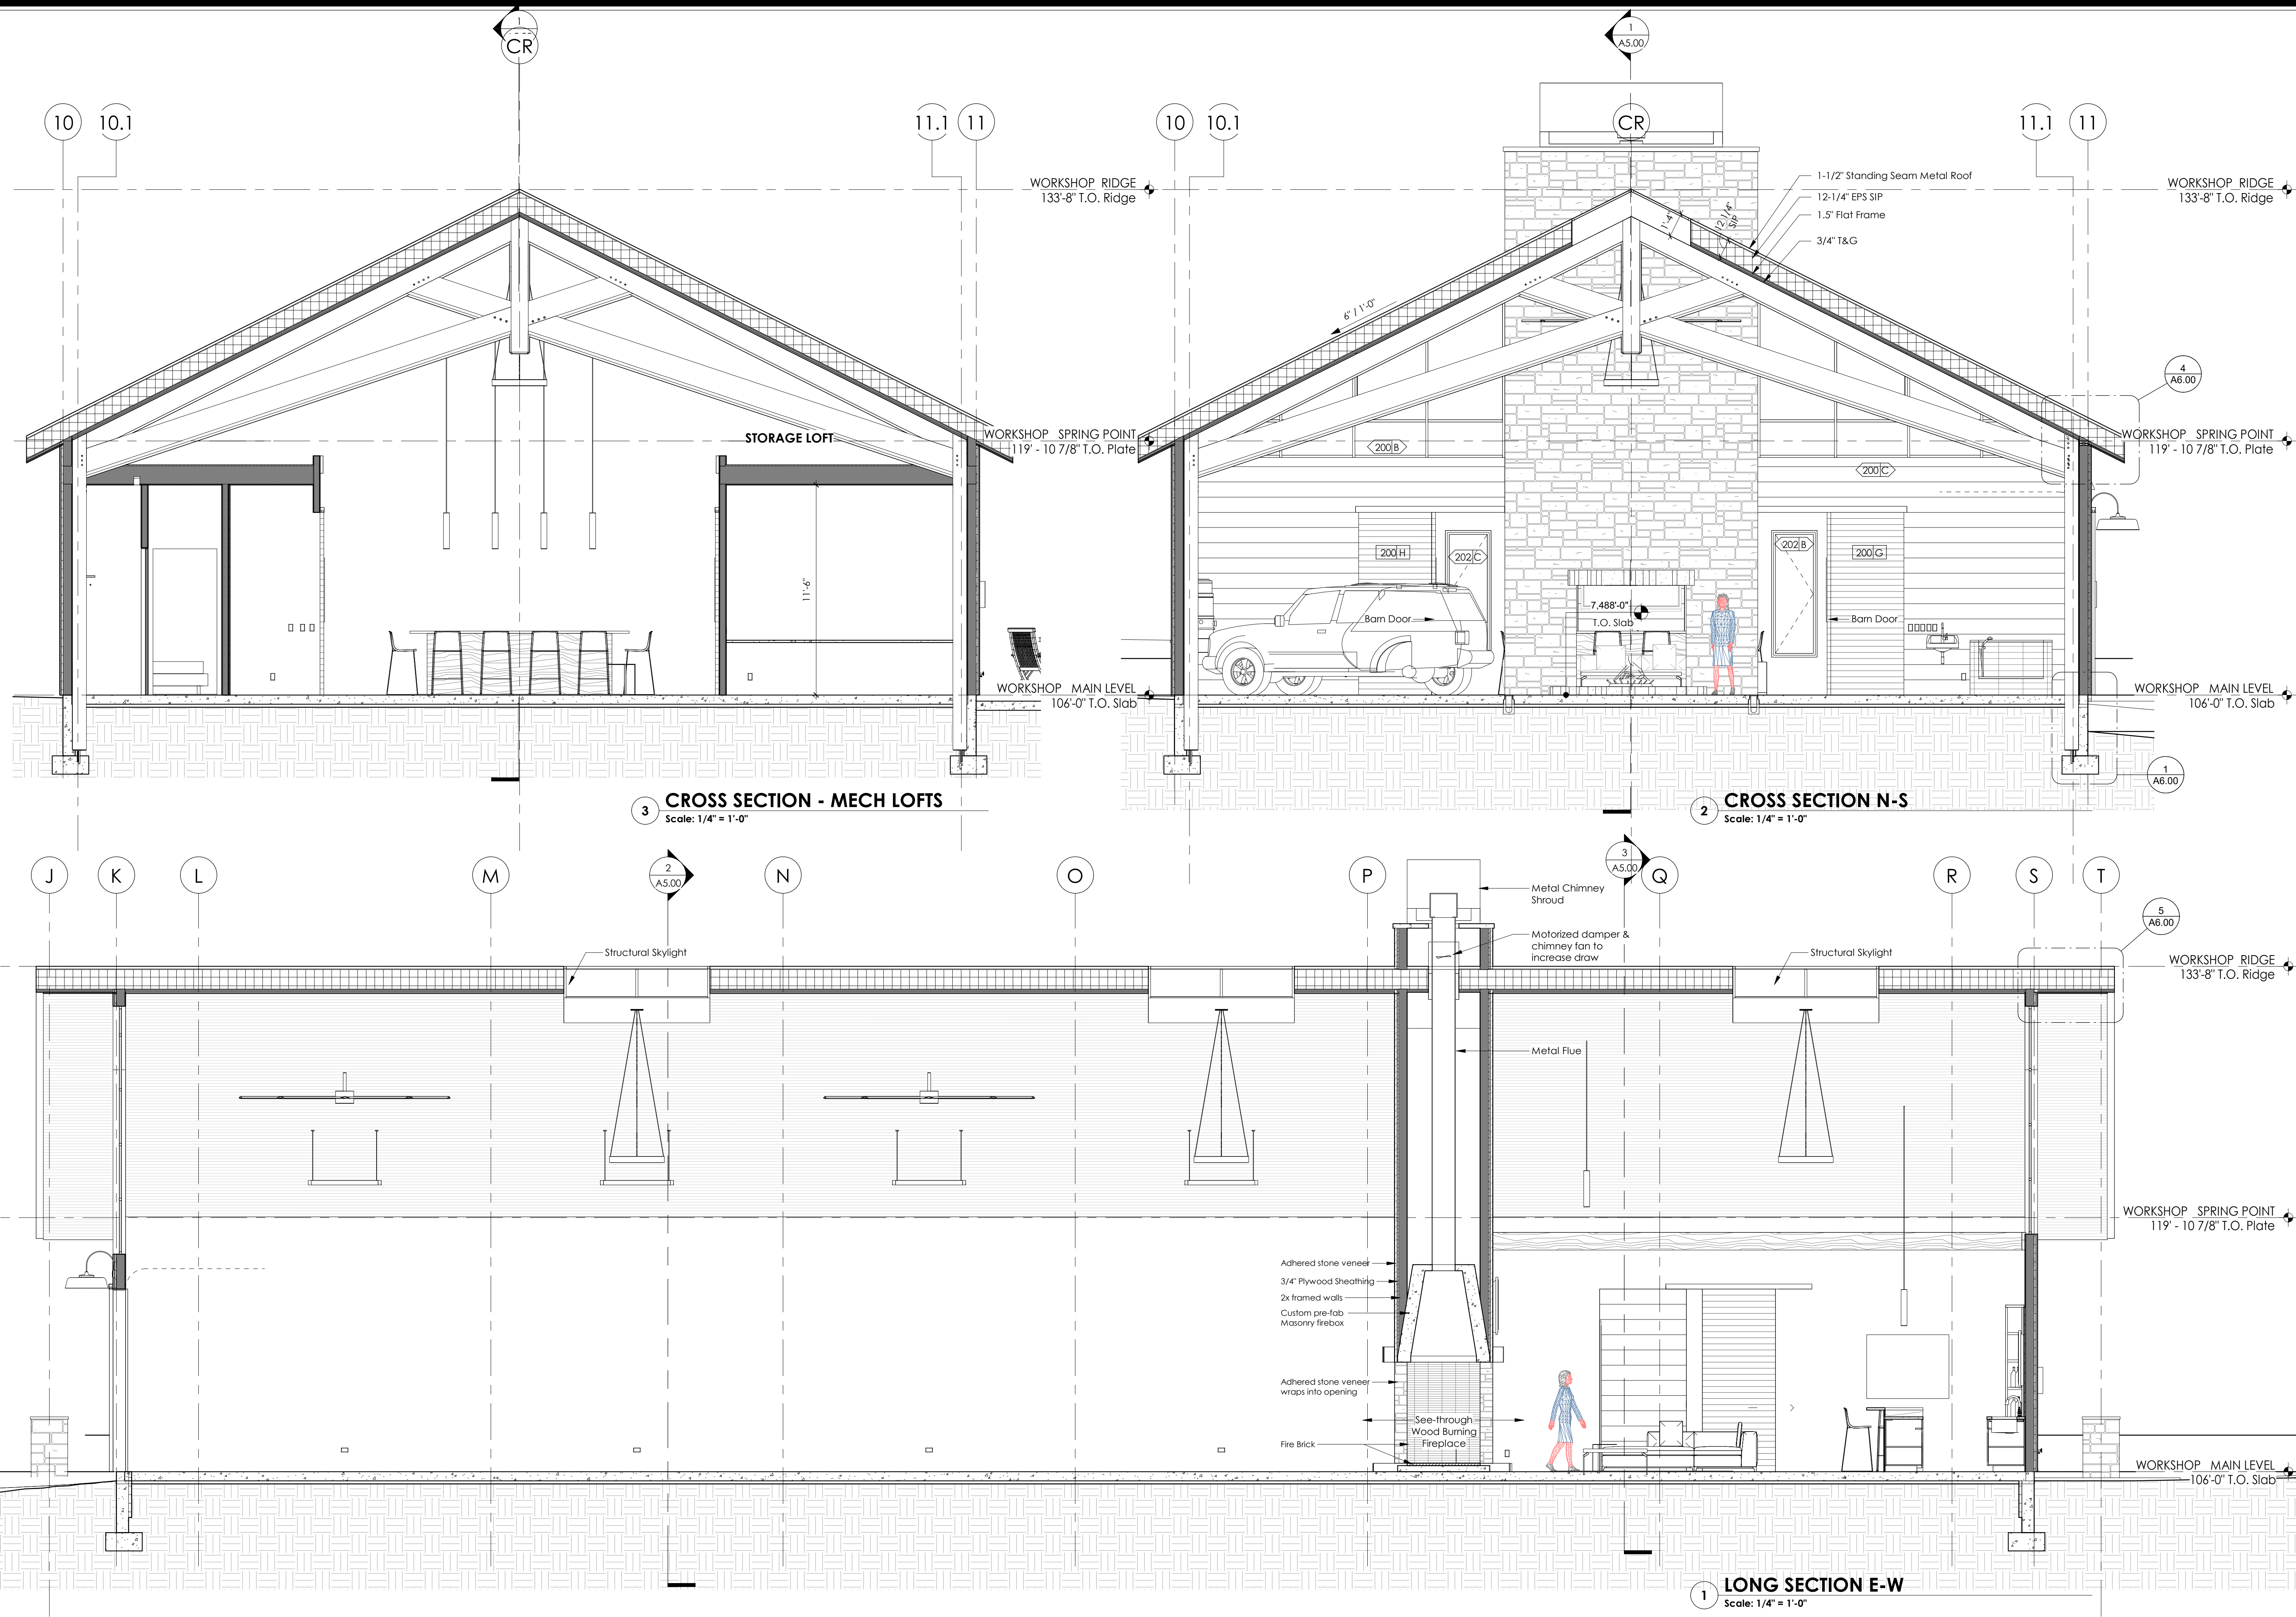 1
CR
10
10.1
11.1
11
WORKSHOP RIDGE
133'-8" T.O. Ridge
STORAGE LOFT
WORKSHOP SPRING POINT
119' - 10 7/8" T.O. Plate
11'-6"
WORKSHOP MAIN LEVEL
106'-0" T.O. Slab
3 CROSS SECTION - MECH LOFTS
Scale: 1/4" = 1'-0"
1
A5.00
10
10.1
CR
11.1
11
1-1/2" Standing Seam Metal Roof
12-1/4" EPS SIP
1.5" Flat Frame
3/4" T&G
1'-4"
12-1/4"
SIP
6" / 1'-0"
WORKSHOP RIDGE
133'-8" T.O. Ridge
4
A6.00
WORKSHOP SPRING POINT
119' - 10 7/8" T.O. Plate
200 B
200 C
200 H
202 C
202 B
200 G
7,488'-0"
T.O. Slab
Barn Door
Barn Door
WORKSHOP MAIN LEVEL
106'-0" T.O. Slab
1
A6.00
2 CROSS SECTION N-S
Scale: 1/4" = 1'-0"
J
K
L
M
2
A5.00
N
O
P
3
A5.00
Q
R
S
T
5
A6.00
Structural Skylight
Metal Chimney
Shroud
Motorized damper &
chimney fan to
increase draw
Structural Skylight
WORKSHOP RIDGE
133'-8" T.O. Ridge
Metal Flue
WORKSHOP SPRING POINT
119' - 10 7/8" T.O. Plate
Adhered stone veneer
3/4" Plywood Sheathing
2x framed walls
Custom pre-fab
Masonry firebox
Adhered stone veneer
wraps into opening
See-through
Wood Burning
Fireplace
Fire Brick
WORKSHOP MAIN LEVEL
106'-0" T.O. Slab
1 LONG SECTION E-W
Scale: 1/4" = 1'-0"